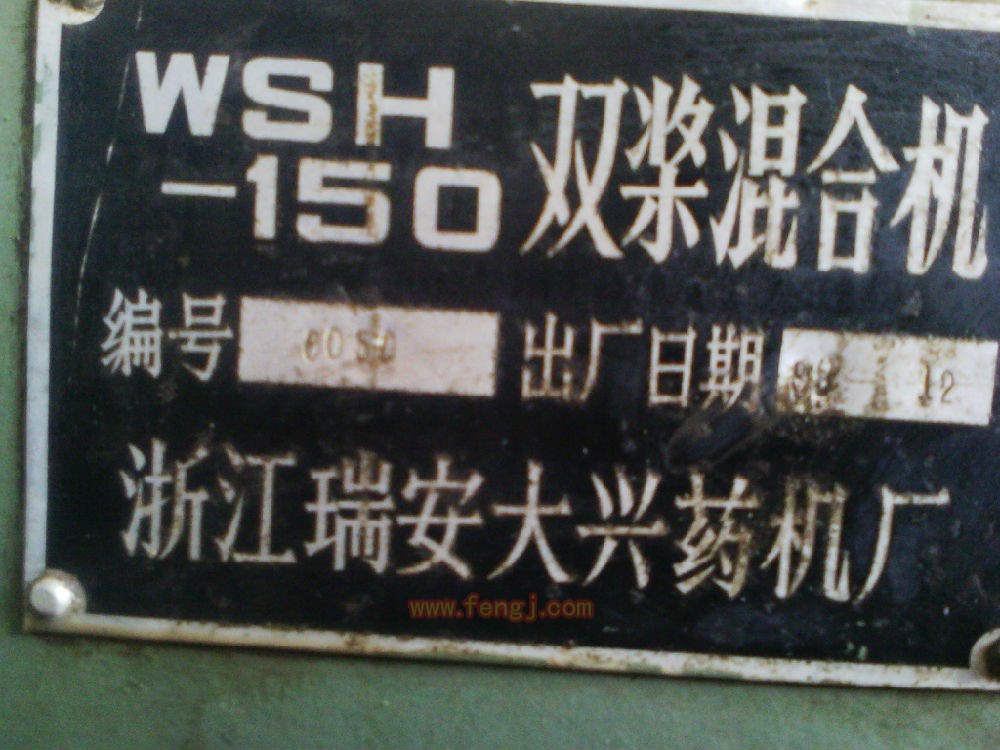 WSH
-150 双浆混合机
编号 出厂日期 12
浙江瑞安大兴药机厂
www.fengj.com